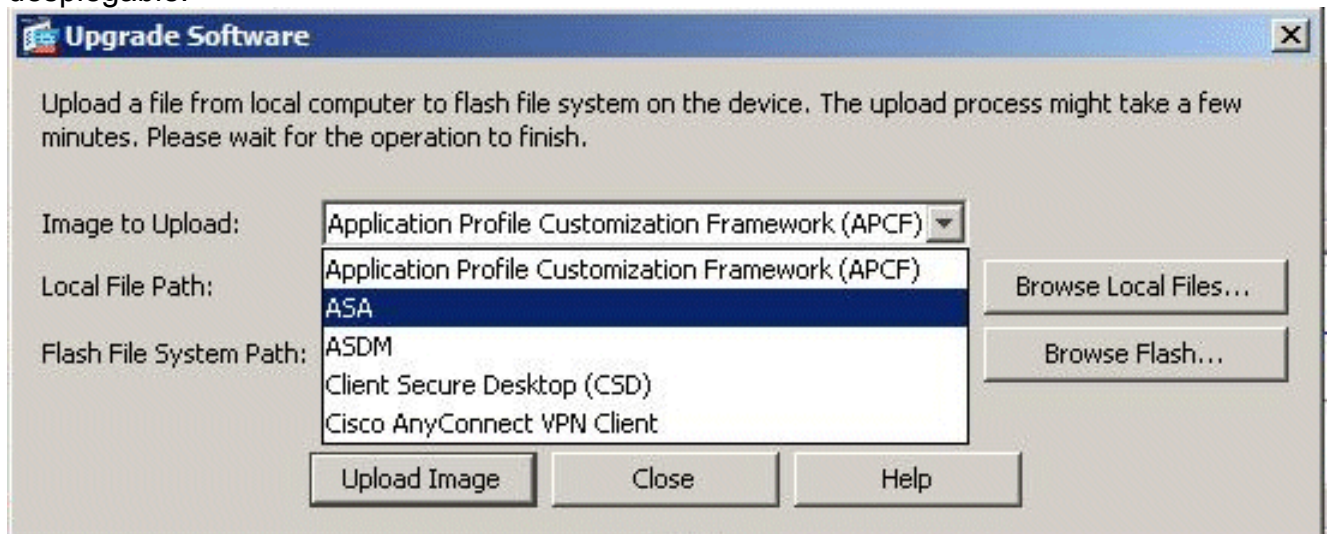 desplegable.
Upgrade Software
Upload a file from local computer to flash file system on the device. The upload process might take a few
minutes. Please wait for the operation to finish.
Image to Upload:
Application Profile Customization Framework (APCF)
Application Profile Customization Framework (APCF)
Local File Path:
Browse Local Files...
ASA
Flash File System Path:
ASDM
Browse Flash...
Client Secure Desktop (CSD)
Cisco AnyConnect VPN Client
Upload Image
Close
Help